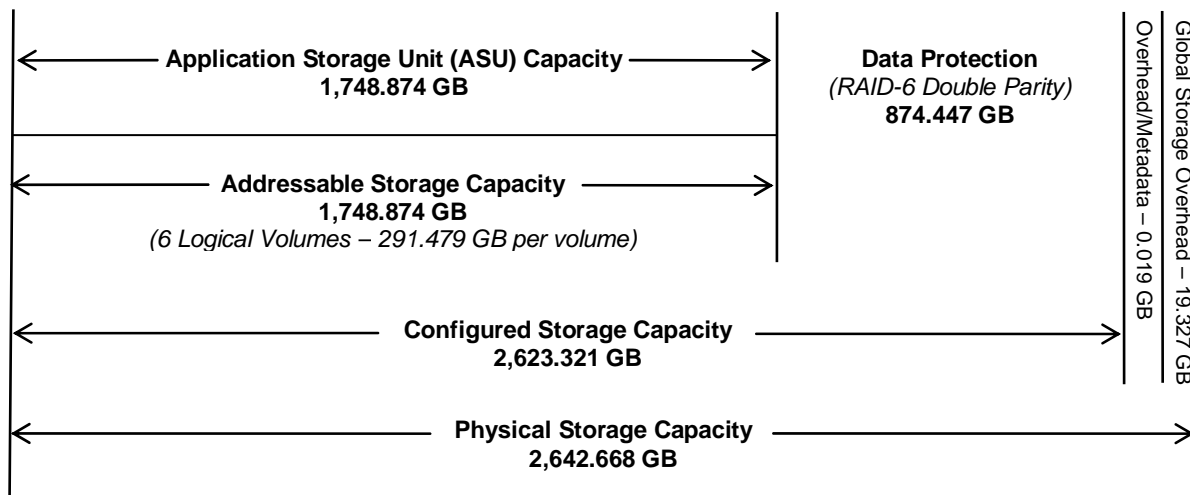 Application Storage Unit (ASU) Capacity
1,748.874 GB
Data Protection
(RAID-6 Double Parity)
874.447 GB
Addressable Storage Capacity
1,748.874 GB
(6 Logical Volumes – 291.479 GB per volume)
Overhead/Metadata – 0.019 GB
Global Storage Overhead – 19.327 GB
Configured Storage Capacity
2,623.321 GB
Physical Storage Capacity
2,642.668 GB